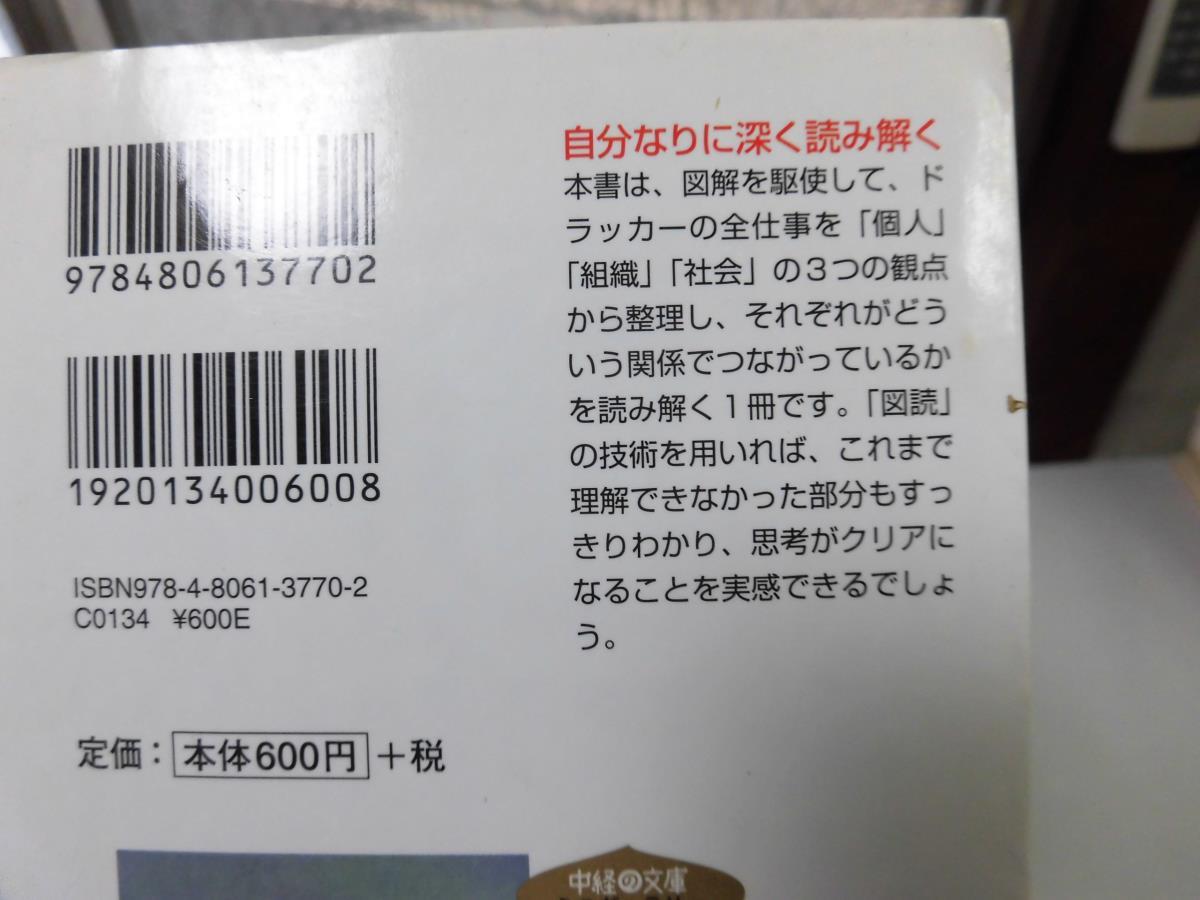 9784806137702
1920134006008
ISBN978-4-8061-3770-2
C0134 ¥600E
定価：本体600円+税
自分なりに深く読み解く
本書は、図解を駆使して、ド
ラッカーの全仕事を「個人」
「組織」「社会」の3つの観点
から整理し、それぞれがどう
いう関係でつながっているか
を読み解く1冊です。「図読」
の技術を用いれば、これまで
理解できなかった部分もすっ
きりわかり、思考がクリアに
なることを実感できるでしょ
う。
中経の文庫